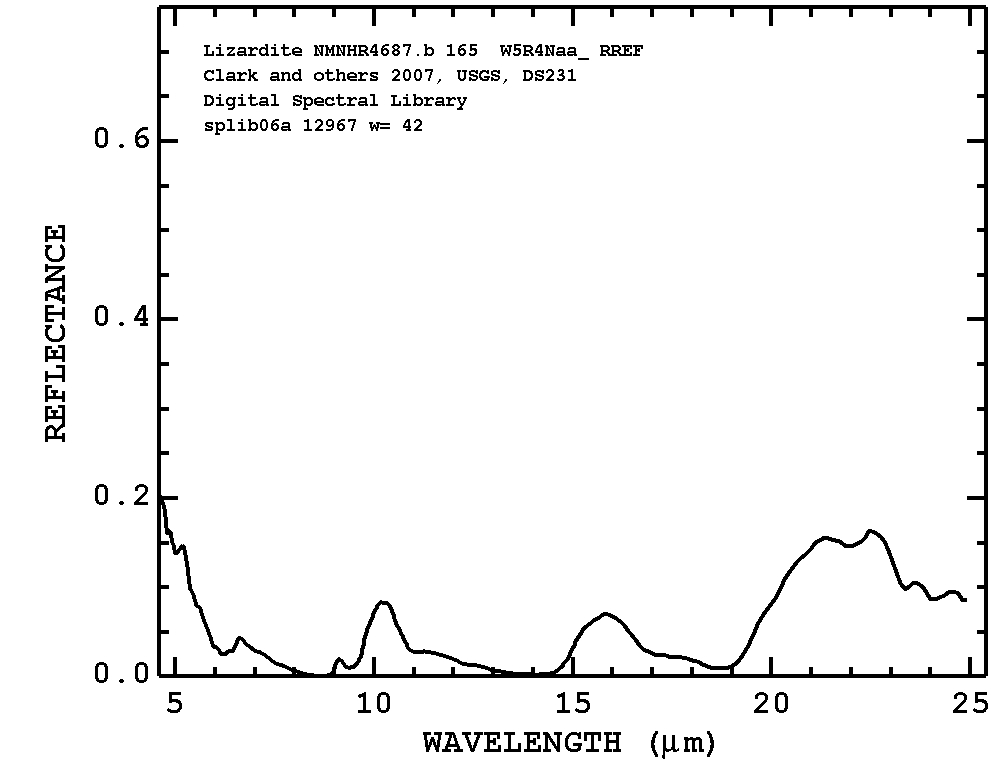 Lizardite NMNHR4687.b 165 W5R4Naa_ RREF
Clark and others 2007, USGS, DS231
Digital Spectral Library
splib06a 12967 w= 42
0.6
0.4
0.2
0.0
REFLECTANCE
5 10 15 20 25
WAVELENGTH (μm)